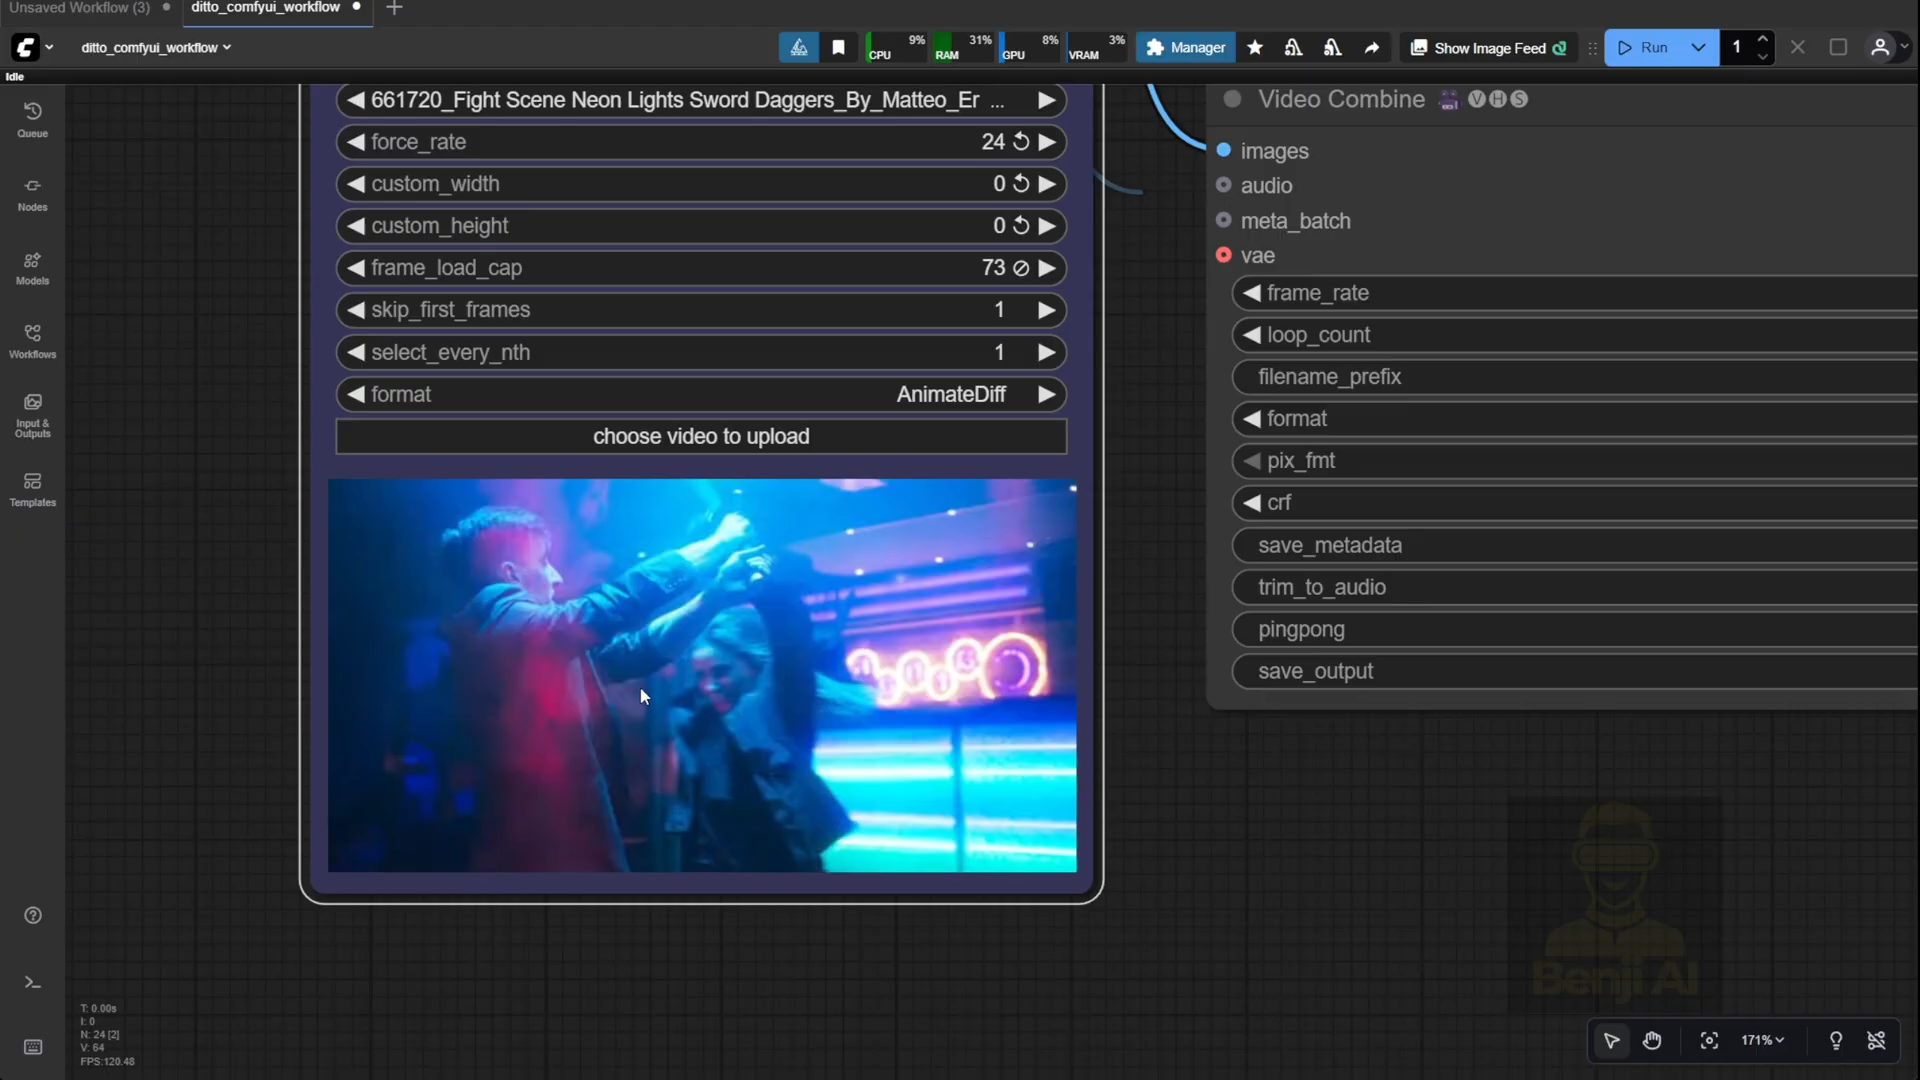 Unsaved Workflow (3)
ditto_comfyui_workflow
ditto_comfyui_workflow
CPU 9%
RAM 31%
GPU 8%
VRAM 3%
Manager
Show Image Feed
Run
1
Idle
Queue
Nodes
Models
Workflows
Input &
Outputs
Templates
661720_Fight Scene Neon Lights Sword Daggers_By_Matteo_Er ...
force_rate 24
custom_width 0
custom_height 0
frame_load_cap 73
skip_first_frames 1
select_every_nth 1
format AnimateDiff
choose video to upload
Video Combine VHS
images
audio
meta_batch
vae
frame_rate
loop_count
filename_prefix
format
pix_fmt
crf
save_metadata
trim_to_audio
pingpong
save_output
Benji AI
T: 0.00s
I: 0
N: 24 [2]
V: 64
FPS:120.48
171%